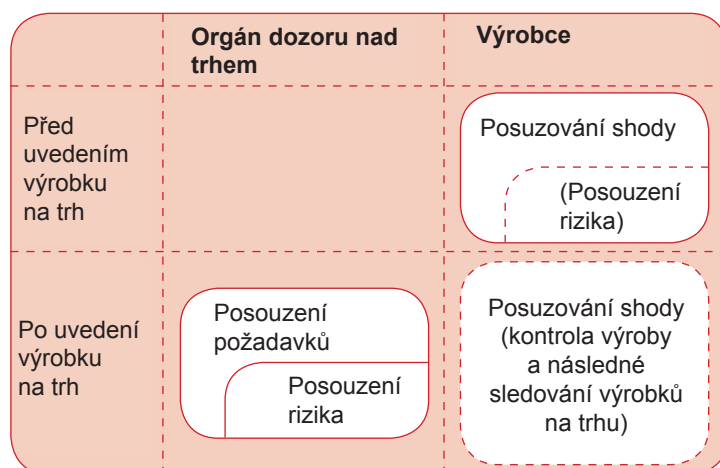 Orgán dozoru nad
trhem
Výrobce
Před
uvedením
výrobku
na trh
Posuzování shody
(Posouzení
rizika)
Po uvedení
výrobku
na trh
Posouzení
požadavků
Posouzení
rizika
Posuzování shody
(kontrola výroby
a následné
sledování výrobků
na trhu)